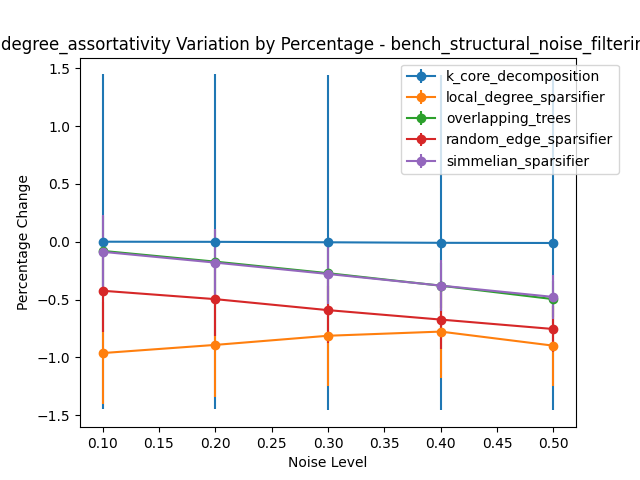 degree_assortativity Variation by Percentage - bench_structural_noise_filterin
1.5
1.0
0.5
0.0
−0.5
−1.0
−1.5
Percentage Change
k_core_decomposition
local_degree_sparsifier
overlapping_trees
random_edge_sparsifier
simmelian_sparsifier
0.10 0.15 0.20 0.25 0.30 0.35 0.40 0.45 0.50
Noise Level